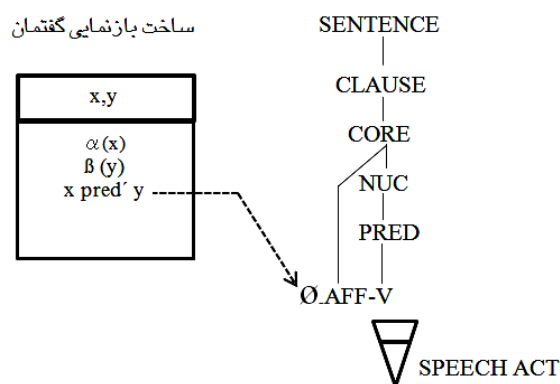 ساخت بازنمایی گفتمان
x,y
α(x)
ß (y)
x pred´ y
SENTENCE
CLAUSE
CORE
NUC
PRED
Ø-AFF-V
SPEECH ACT